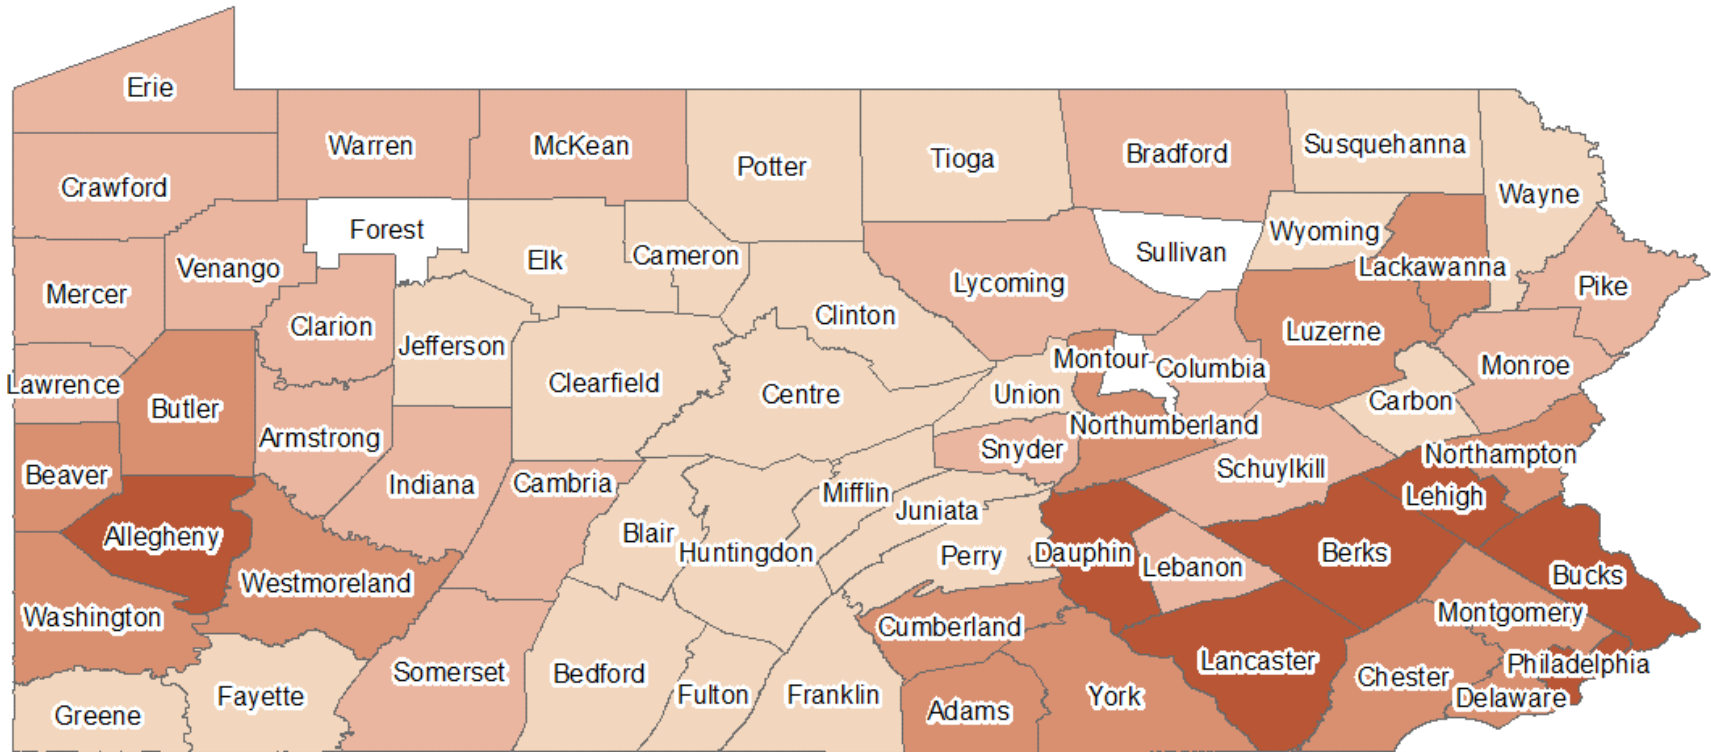 Erie
Warren
McKean
Potter
Tioga
Bradford
Susquehanna
Wayne
Crawford
Forest
Elk
Cameron
Sullivan
Wyoming
Lackawanna
Venango
Mercer
Lycoming
Pike
Clarion
Clinton
Luzerne
Jefferson
Montour
Columbia
Monroe
Lawrence
Butler
Clearfield
Centre
Union
Carbon
Armstrong
Northumberland
Snyder
Northampton
Beaver
Indiana
Cambria
Mifflin
Schuylkill
Lehigh
Juniata
Allegheny
Blair
Huntingdon
Perry
Dauphin
Lebanon
Berks
Bucks
Westmoreland
Washington
Cumberland
Montgomery
Somerset
Bedford
Lancaster
Philadelphia
Chester
Fayette
Fulton
Franklin
York
Delaware
Greene
Adams